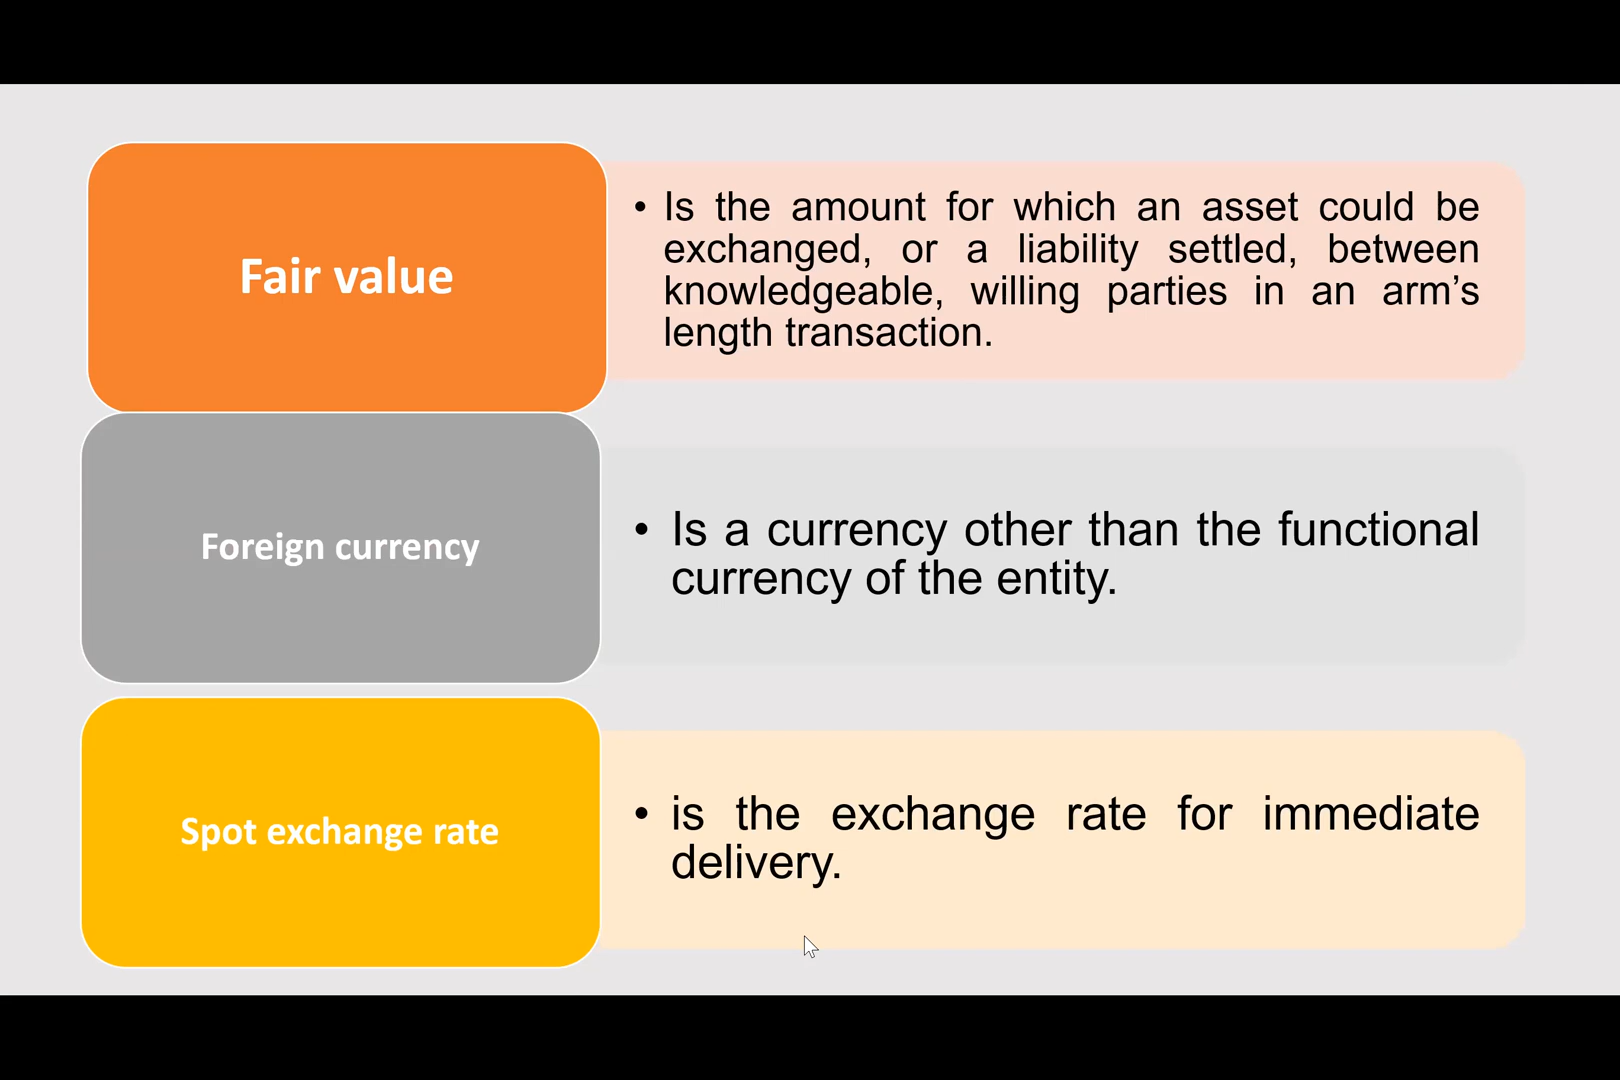 Fair value
• Is the amount for which an asset could be
exchanged, or a liability settled, between
knowledgeable, willing parties in an arm’s
length transaction.
Foreign currency
• Is a currency other than the functional
currency of the entity.
Spot exchange rate
• is the exchange rate for immediate
delivery.